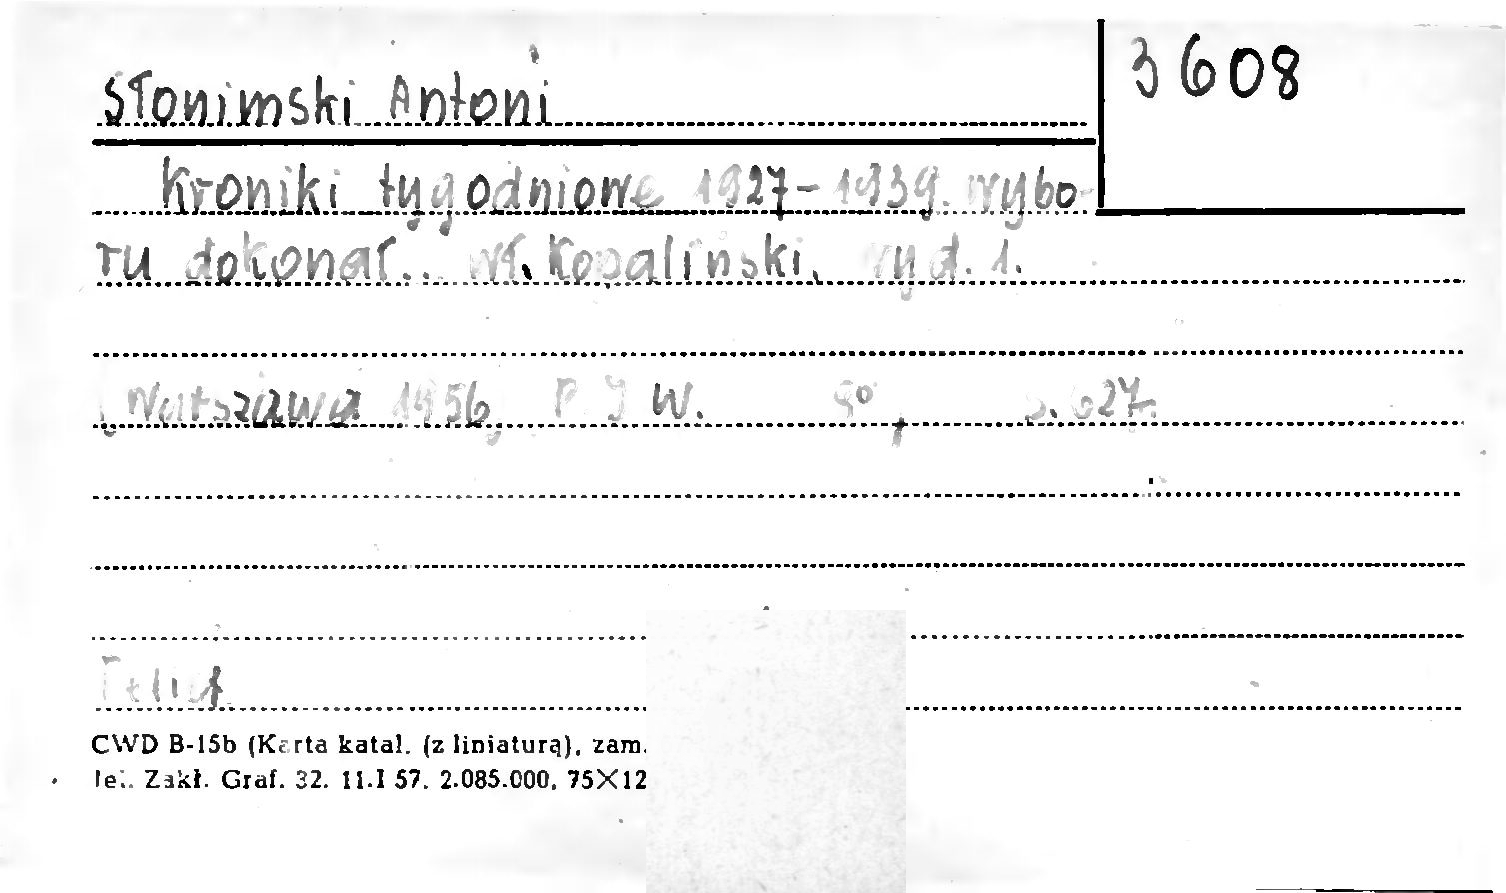 3608
Słonimski Antoni
Kroniki tygodniowe 1927-1939. wybo-
ru dokonał... Wł. Kopaliński. wyd. 1.
Warszawa 1956, P I W. 8°, s. 627.
CWD B-15b (Karta katal. (z liniaturą), zam.
Zakł. Graf. 32. 11.I 57. 2.085.000, 75X12